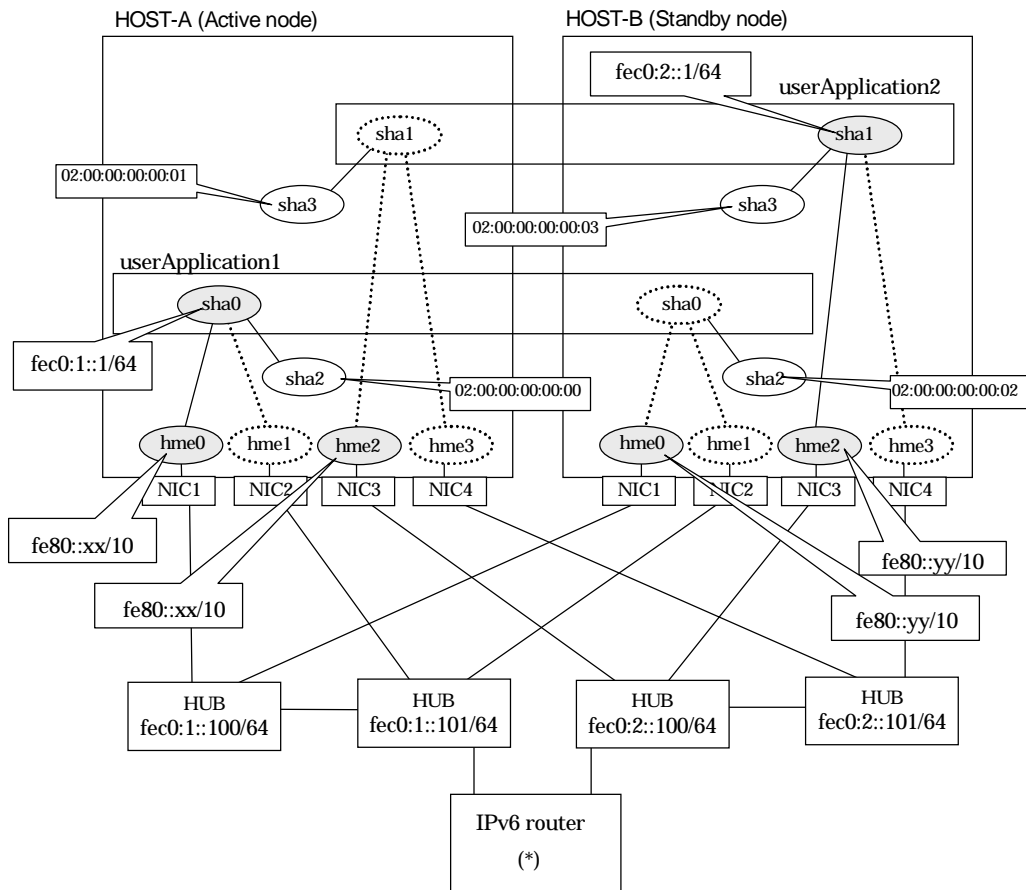 HOST-A (Active node)
HOST-B (Standby node)
fec0:2::1/64
userApplication2
sha1
sha1
02:00:00:00:00:01
sha3
sha3
02:00:00:00:00:03
userApplication1
sha0
sha0
fec0:1::1/64
sha2
02:00:00:00:00:00
sha2
02:00:00:00:00:02
hme0
hme1
hme2
hme3
hme0
hme1
hme2
hme3
NIC1
NIC2
NIC3
NIC4
NIC1
NIC2
NIC3
NIC4
fe80::xx/10
fe80::yy/10
fe80::xx/10
fe80::yy/10
HUB
fec0:1::100/64
HUB
fec0:1::101/64
HUB
fec0:2::100/64
HUB
fec0:2::101/64
IPv6 router
(*)